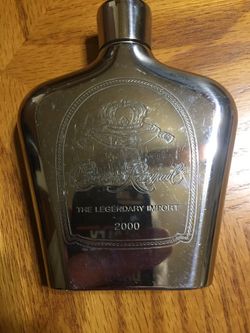 Crown Royal
THE LEGENDARY IMPORT
2000